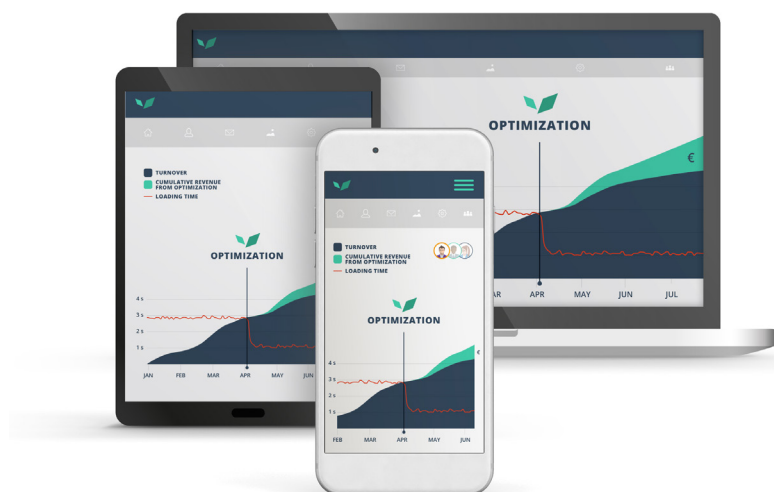 OPTIMIZATION
€
APR
MAY
JUN
JUL
TURNOVER
CUMULATIVE REVENUE
FROM OPTIMIZATION
LOADING TIME
OPTIMIZATION
4 s
3 s
2 s
1 s
JAN
FEB
MAR
APR
MAY
JUN
TURNOVER
CUMULATIVE REVENUE
FROM OPTIMIZATION
LOADING TIME
OPTIMIZATION
4 s
3 s
2 s
1 s
€
FEB
MAR
APR
MAY
JUN